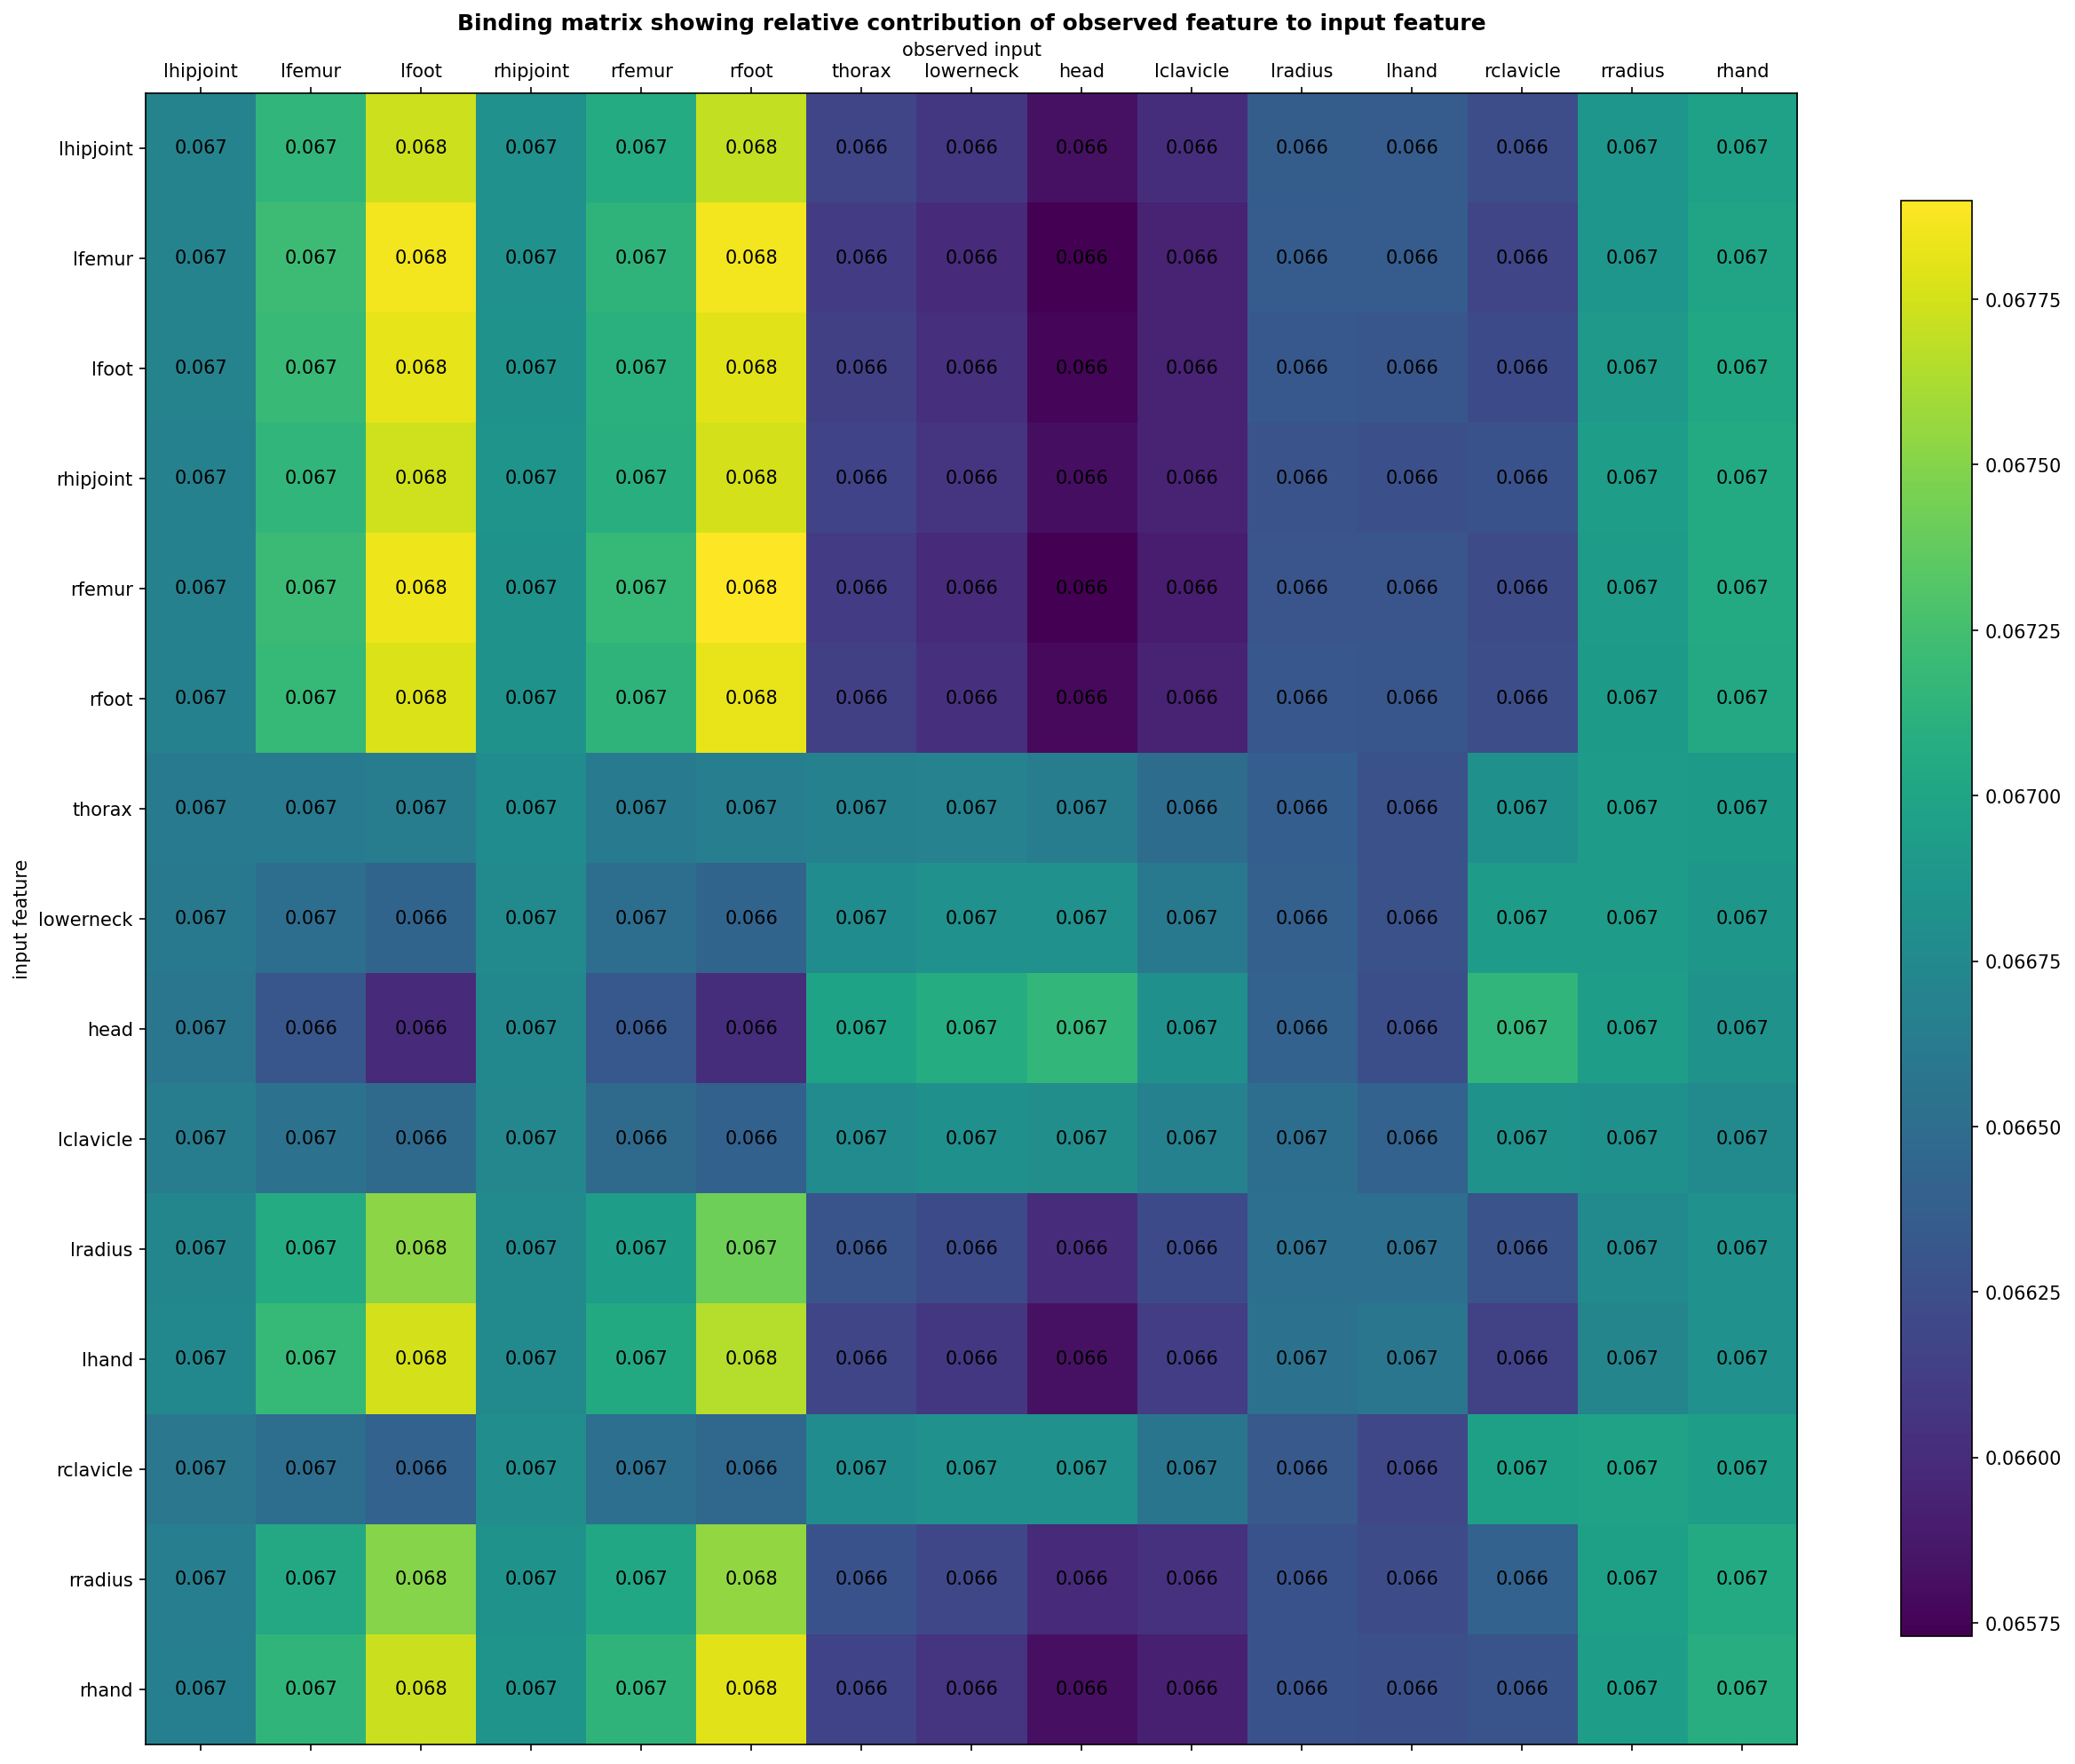 Binding matrix showing relative contribution of observed feature to input feature
observed input
lhipjoint lfemur lfoot rhipjoint rfemur rfoot thorax lowerneck head lclavicle lradius lhand rclavicle rradius rhand
input feature
lhipjoint 0.067 0.067 0.068 0.067 0.067 0.068 0.066 0.066 0.066 0.066 0.066 0.066 0.066 0.067 0.067
lfemur 0.067 0.067 0.068 0.067 0.067 0.068 0.066 0.066 0.066 0.066 0.066 0.066 0.066 0.067 0.067
lfoot 0.067 0.067 0.068 0.067 0.067 0.068 0.066 0.066 0.066 0.066 0.066 0.066 0.066 0.067 0.067
rhipjoint 0.067 0.067 0.068 0.067 0.067 0.068 0.066 0.066 0.066 0.066 0.066 0.066 0.066 0.067 0.067
rfemur 0.067 0.067 0.068 0.067 0.067 0.068 0.066 0.066 0.066 0.066 0.066 0.066 0.066 0.067 0.067
rfoot 0.067 0.067 0.068 0.067 0.067 0.068 0.066 0.066 0.066 0.066 0.066 0.066 0.066 0.067 0.067
thorax 0.067 0.067 0.067 0.067 0.067 0.067 0.067 0.067 0.067 0.066 0.066 0.066 0.067 0.067 0.067
lowerneck 0.067 0.067 0.066 0.067 0.067 0.066 0.067 0.067 0.067 0.067 0.066 0.066 0.067 0.067 0.067
head 0.067 0.066 0.066 0.067 0.066 0.066 0.067 0.067 0.067 0.067 0.066 0.066 0.067 0.067 0.067
lclavicle 0.067 0.067 0.066 0.067 0.066 0.066 0.067 0.067 0.067 0.067 0.067 0.066 0.067 0.067 0.067
lradius 0.067 0.067 0.068 0.067 0.067 0.067 0.066 0.066 0.066 0.066 0.067 0.067 0.066 0.067 0.067
lhand 0.067 0.067 0.068 0.067 0.067 0.068 0.066 0.066 0.066 0.066 0.067 0.067 0.066 0.067 0.067
rclavicle 0.067 0.067 0.066 0.067 0.067 0.066 0.067 0.067 0.067 0.067 0.066 0.066 0.067 0.067 0.067
rradius 0.067 0.067 0.068 0.067 0.067 0.068 0.066 0.066 0.066 0.066 0.066 0.066 0.066 0.067 0.067
rhand 0.067 0.067 0.068 0.067 0.067 0.068 0.066 0.066 0.066 0.066 0.066 0.066 0.066 0.067 0.067
0.06775
0.06750
0.06725
0.06700
0.06675
0.06650
0.06625
0.06600
0.06575